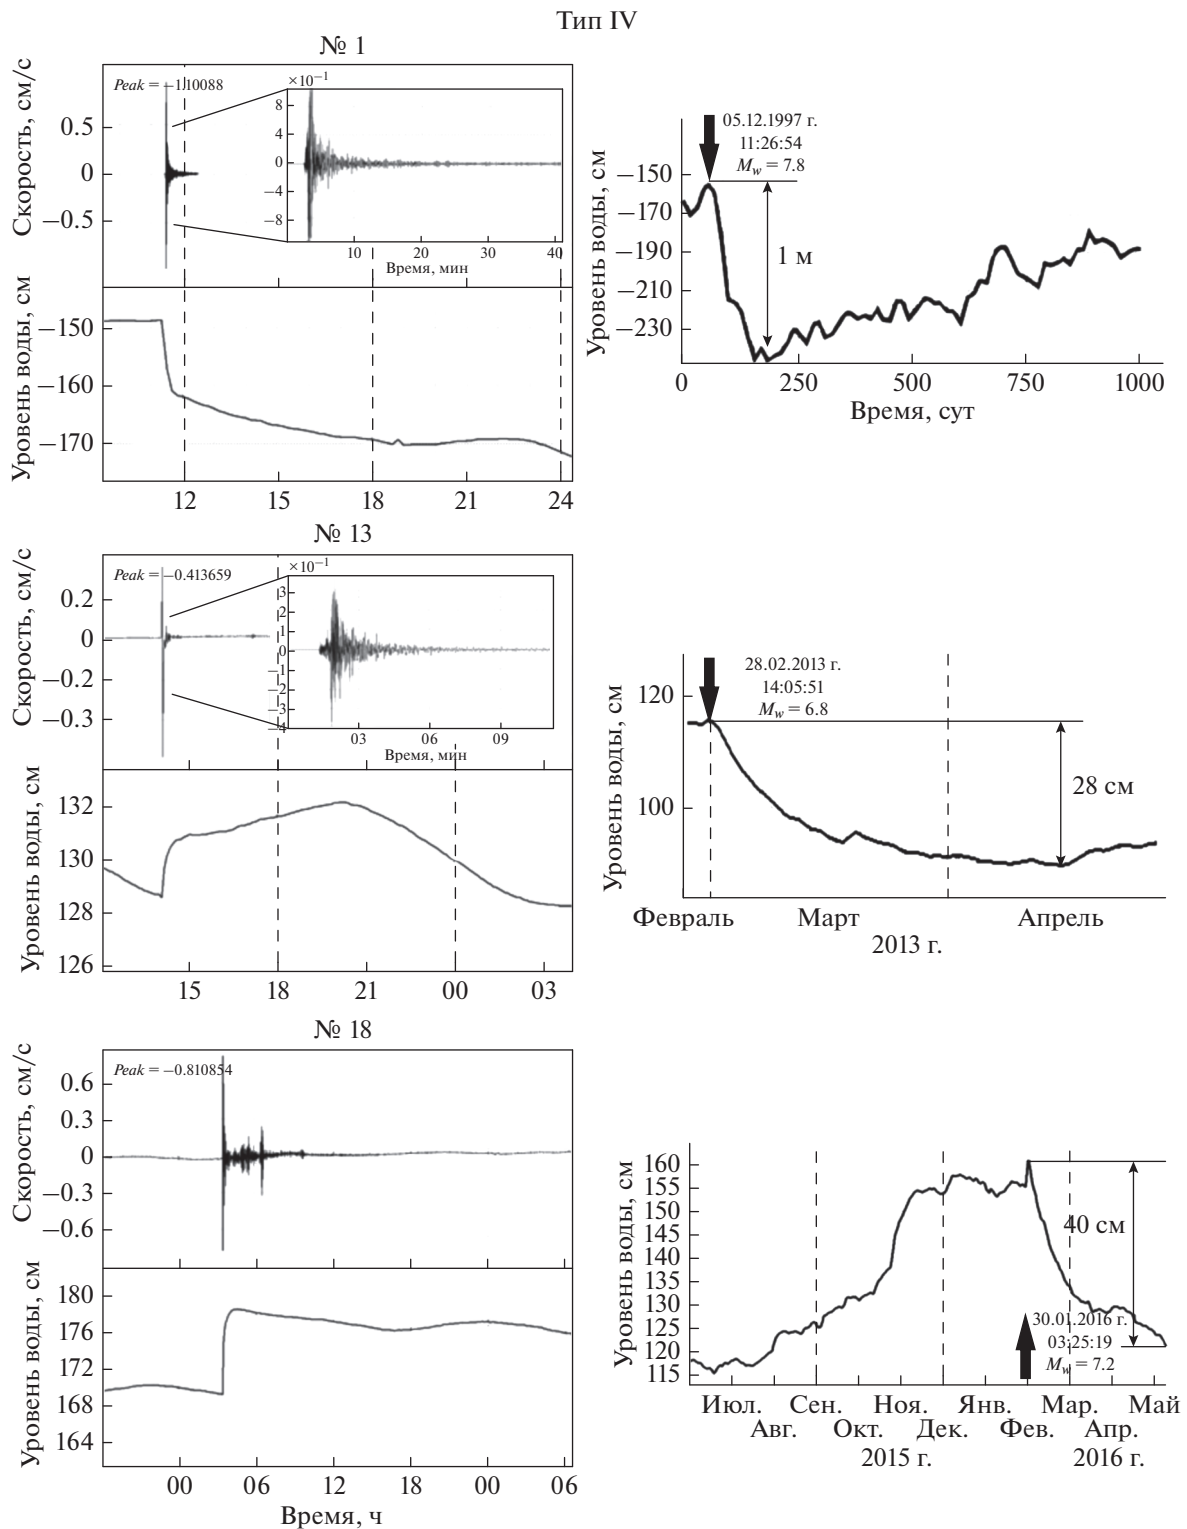 Тип IV
№ 1
Скорость, см/с
Peak = −1.10088
0.5
0
−0.5
×10⁻¹
8
4
0
−4
−8
10
20
30
40
Время, мин
Уровень воды, см
−150
−160
−170
12
15
18
21
24
05.12.1997 г.
11:26:54
Mw = 7.8
Уровень воды, см
−150
−170
−190
−210
−230
1 м
0
250
500
750
1000
Время, сут
№ 13
Скорость, см/с
Peak = −0.413659
0.2
0
−0.2
−0.3
×10⁻¹
3
2
1
0
−1
−2
−3
−4
03
06
09
Время, мин
Уровень воды, см
132
130
128
126
15
18
21
00
03
28.02.2013 г.
14:05:51
Mw = 6.8
Уровень воды, см
120
100
28 см
Февраль
Март
Апрель
2013 г.
№ 18
Скорость, см/с
Peak = −0.810854
0.6
0.3
0
−0.3
−0.6
Уровень воды, см
180
176
172
168
164
00
06
12
18
00
06
Время, ч
Уровень воды, см
160
155
150
145
140
135
130
125
120
115
40 см
30.01.2016 г.
03:25:19
Mw = 7.2
Июл.
Сен.
Ноя.
Янв.
Мар.
Май
Авг.
Окт.
Дек.
Фев.
Апр.
2015 г.
2016 г.